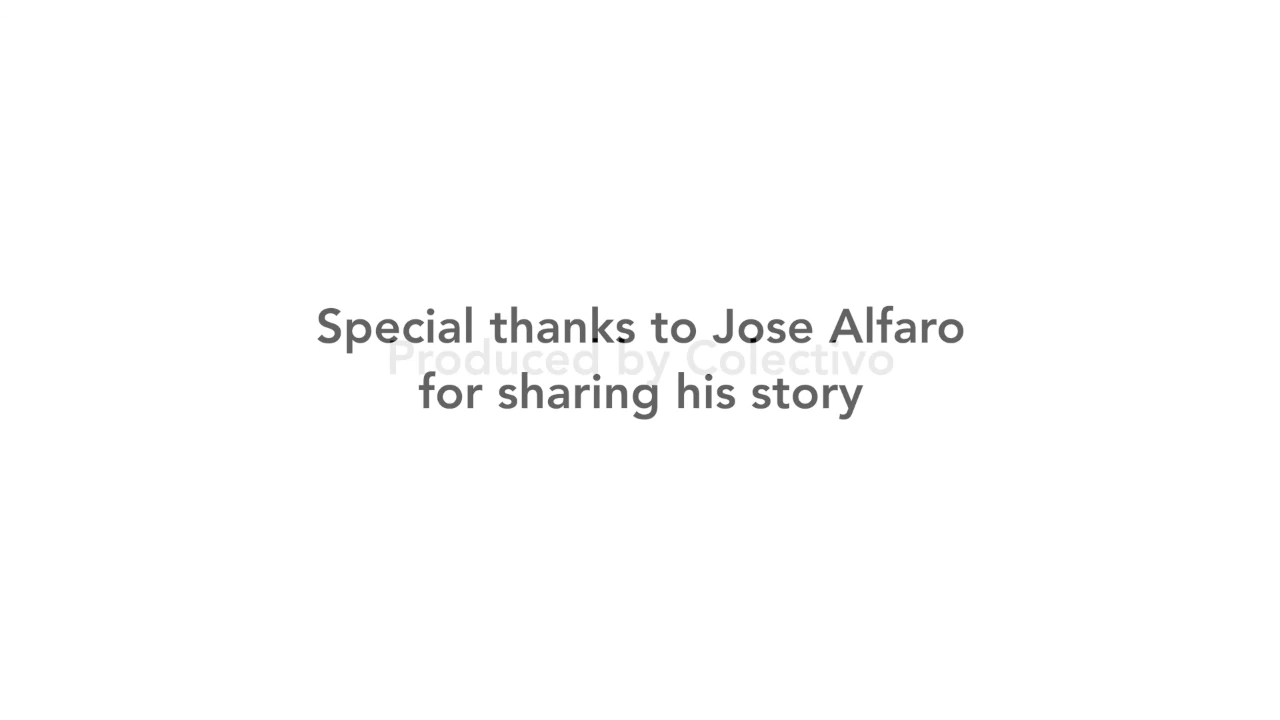 Special thanks to Jose Alfaro
Produced by Colectivo
for sharing his story